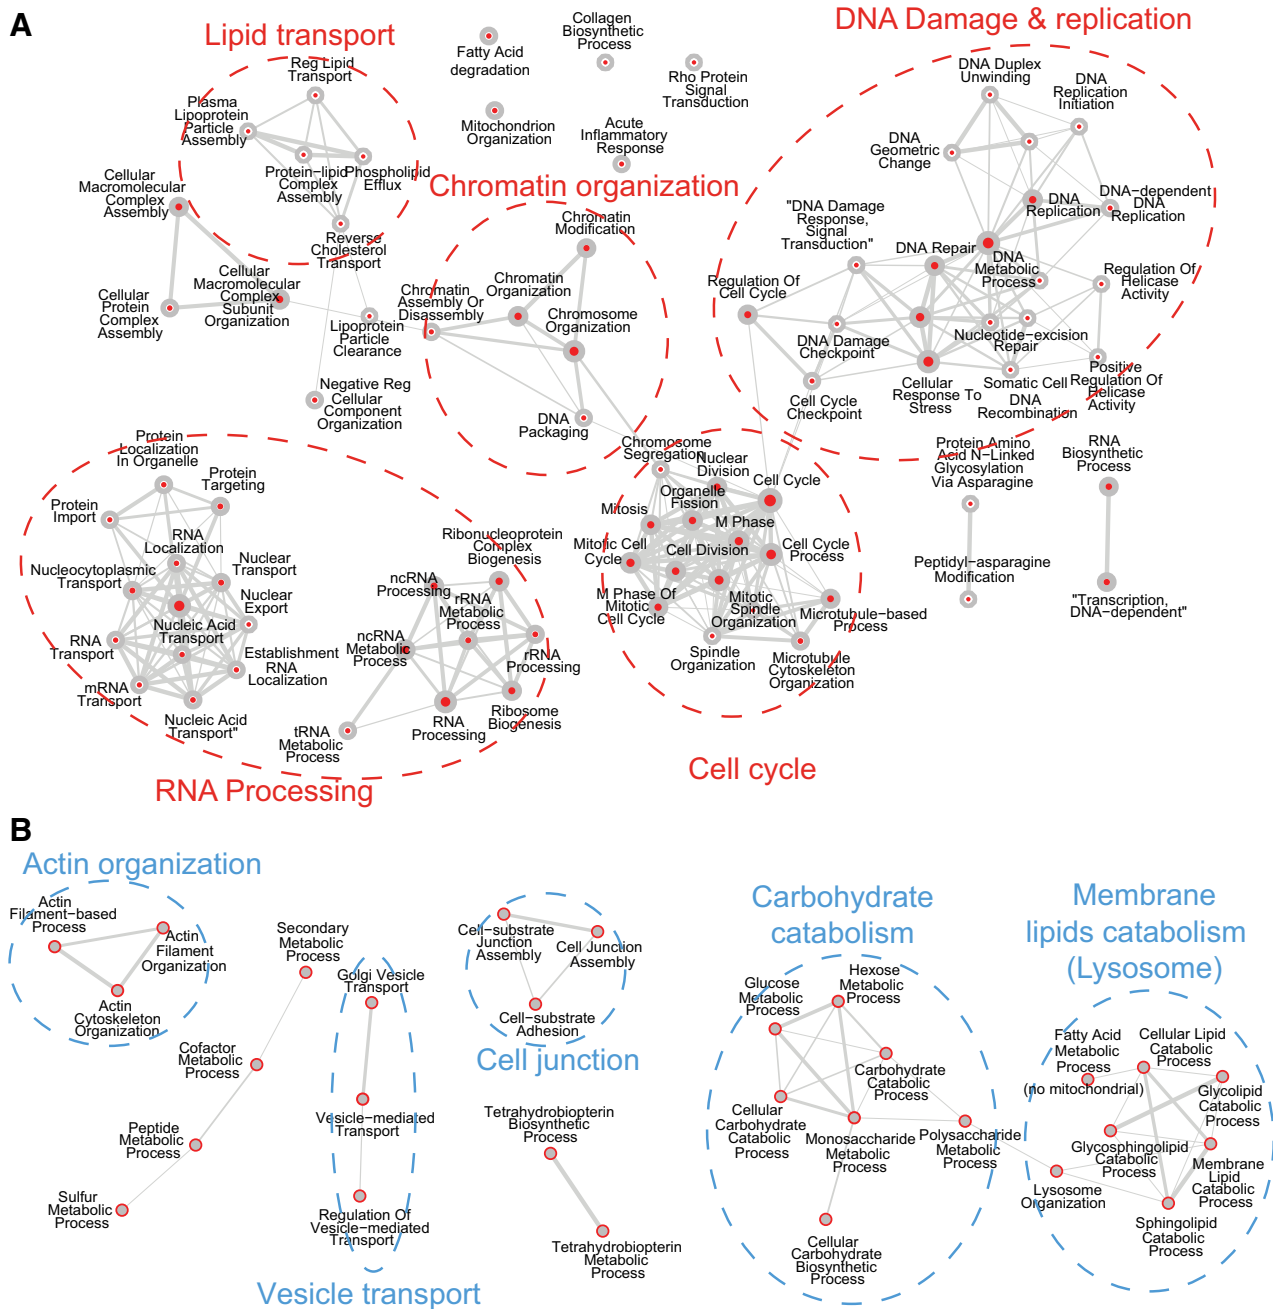 A
Lipid transport
DNA Damage & replication
Collagen
Biosynthetic
Process
Fatty Acid
degradation
Rho Protein
Signal
Transduction
Mitochondrion
Organization
Acute
Inflammatory
Response
Reg Lipid
Transport
Plasma
Lipoprotein
Particle
Assembly
Protein−lipid
Complex
Assembly
Phospholipid
Efflux
Cellular
Macromolecular
Complex
Assembly
Reverse
Cholesterol
Transport
Cellular
Macromolecular
Complex
Subunit
Organization
Cellular
Protein
Complex
Assembly
Lipoprotein
Particle
Clearance
Negative Reg
Cellular
Component
Organization
Chromatin organization
Chromatin
Modification
Chromatin
Organization
Chromatin
Assembly Or
Disassembly
Chromosome
Organization
DNA
Packaging
DNA Duplex
Unwinding
DNA
Replication
Initiation
DNA
Geometric
Change
DNA
Replication
DNA−dependent
DNA
Replication
"DNA Damage
Response,
Signal
Transduction"
DNA Repair
DNA
Metabolic
Process
Regulation Of
Helicase
Activity
Regulation Of
Cell Cycle
DNA Damage
Checkpoint
Nucleotide−excision
Repair
Cell Cycle
Checkpoint
Cellular
Response To
Stress
Somatic Cell
DNA
Recombination
Positive
Regulation Of
Helicase
Activity
Protein
Localization
In Organelle
Protein
Targeting
Protein
Import
RNA
Localization
Nucleocytoplasmic
Transport
Nuclear
Transport
Nuclear
Export
Nucleic Acid
Transport
RNA
Transport
Establishment
RNA
Localization
mRNA
Transport
Nucleic Acid
Transport"
Ribonucleoprotein
Complex
Biogenesis
ncRNA
Processing
rRNA
Metabolic
Process
ncRNA
Metabolic
Process
rRNA
Processing
Ribosome
Biogenesis
RNA
Processing
tRNA
Metabolic
Process
RNA Processing
Chromosome
Segregation
Nuclear
Division
Cell Cycle
Organelle
Fission
Mitosis
M Phase
Mitotic Cell
Cycle
Cell Division
Cell Cycle
Process
M Phase Of
Mitotic
Cell Cycle
Mitotic
Spindle
Organization
Microtubule−based
Process
Spindle
Organization
Microtubule
Cytoskeleton
Organization
Cell cycle
Protein Amino
Acid N−Linked
Glycosylation
Via Asparagine
Peptidyl−asparagine
Modification
RNA
Biosynthetic
Process
"Transcription,
DNA−dependent"
B
Actin organization
Actin
Filament−based
Process
Actin
Filament
Organization
Actin
Cytoskeleton
Organization
Secondary
Metabolic
Process
Cofactor
Metabolic
Process
Peptide
Metabolic
Process
Sulfur
Metabolic
Process
Golgi Vesicle
Transport
Vesicle−mediated
Transport
Regulation Of
Vesicle−mediated
Transport
Vesicle transport
Cell−substrate
Junction
Assembly
Cell Junction
Assembly
Cell−substrate
Adhesion
Cell junction
Tetrahydrobiopterin
Biosynthetic
Process
Tetrahydrobiopterin
Metabolic
Process
Carbohydrate
catabolism
Glucose
Metabolic
Process
Hexose
Metabolic
Process
Carbohydrate
Catabolic
Process
Cellular
Carbohydrate
Catabolic
Process
Monosaccharide
Metabolic
Process
Polysaccharide
Metabolic
Process
Cellular
Carbohydrate
Biosynthetic
Process
Membrane
lipids catabolism
(Lysosome)
Fatty Acid
Metabolic
Process
(no mitochondrial)
Cellular Lipid
Catabolic
Process
Glycolipid
Catabolic
Process
Glycosphingolipid
Catabolic
Process
Membrane
Lipid
Catabolic
Process
Lysosome
Organization
Sphingolipid
Catabolic
Process